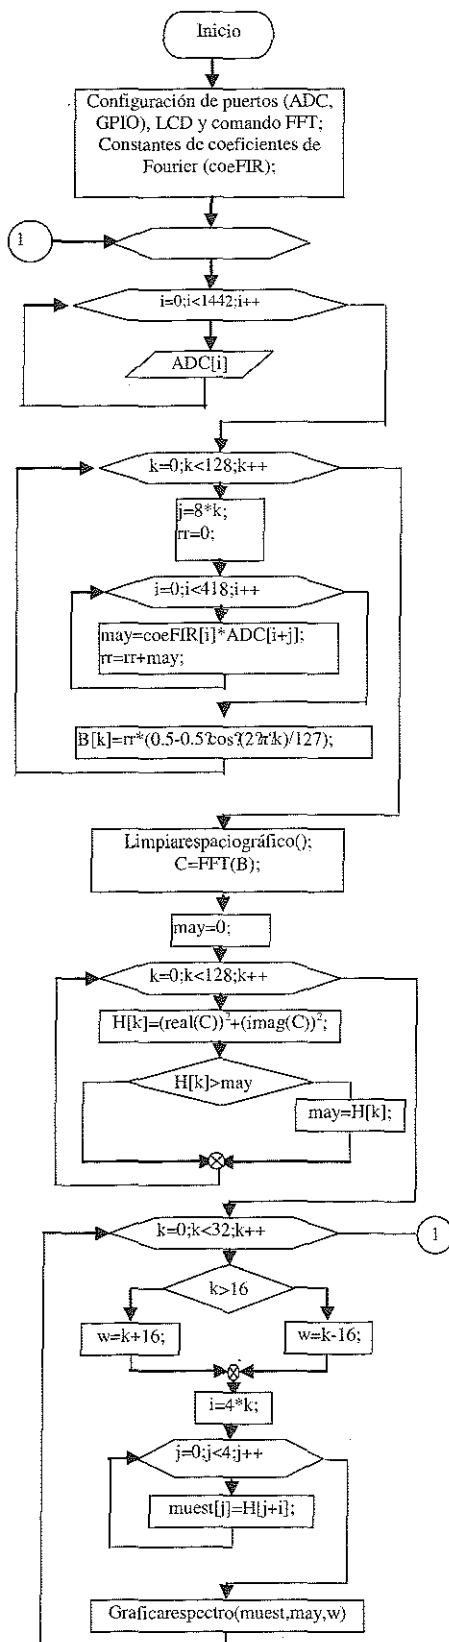 Inicio
Configuración de puertos (ADC,
GPIO), LCD y comando FFT;
Constantes de coeficientes de
Fourier (coeFIR);
1
i=0;i<1442;i++
ADC[i]
k=0;k<128;k++
j=8*k;
rr=0;
i=0;i<418;i++
may=coeFIR[i]*ADC[i+j];
rr=rr+may;
B[k]=rr*(0.5-0.5?cos?(2?π?k)/127);
Limpiarespaciográfico();
C=FFT(B);
may=0;
k=0;k<128;k++
H[k]=(real(C))²+(imag(C))²;
H[k]>may
may=H[k];
k=0;k<32;k++
1
k>16
w=k+16;
w=k-16;
i=4*k;
j=0;j<4;j++
muest[j]=H[j+i];
Graficarespectro(muest,may,w)